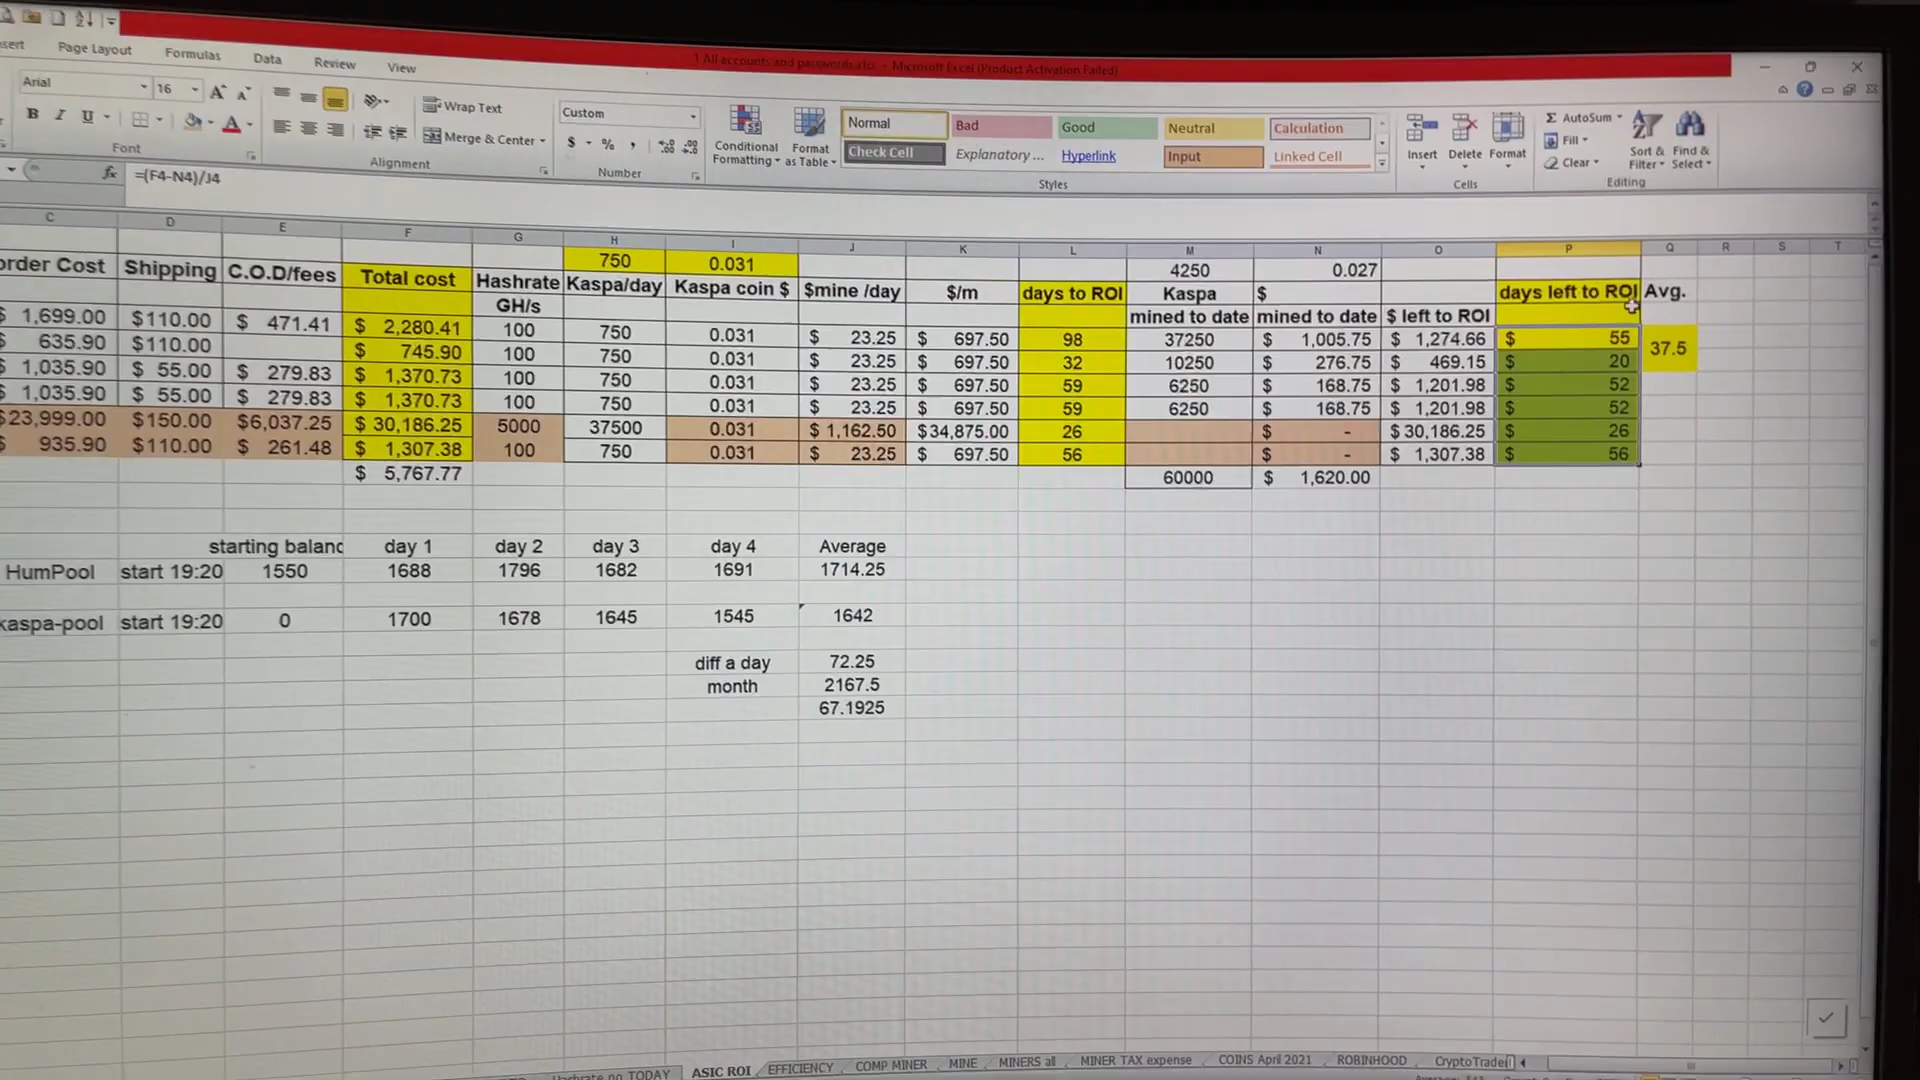 1 All accounts and passwords.xlsx - Microsoft Excel (Product Activation Failed)
Page Layout Formulas Data Review View
Arial 16 A A Wrap Text Custom Normal Bad Good Neutral Calculation AutoSum
B I U A Merge & Center $ % , Conditional Formatting Format as Table Check Cell Explanatory ... Hyperlink Input Linked Cell Insert Delete Format Fill Clear Sort & Filter Find & Select
Font Alignment Number Styles Cells Editing
fx =(F4-N4)/J4
C D E F G H I J K L M N O P Q R S T
750 0.031 4250 0.027
Shipping C.O.D/fees Total cost Hashrate Kaspa/day Kaspa coin $ $mine /day $/m days to ROI Kaspa $ days left to ROI Avg.
GH/s mined to date mined to date $ left to ROI
1,699.00 $110.00 $ 471.41 $ 2,280.41 100 750 0.031 $ 23.25 $ 697.50 98 37250 $ 1,005.75 $ 1,274.66 $ 55 37.5
635.90 $110.00 $ 745.90 100 750 0.031 $ 23.25 $ 697.50 32 10250 $ 276.75 $ 469.15 $ 20
1,035.90 $ 55.00 $ 279.83 $ 1,370.73 100 750 0.031 $ 23.25 $ 697.50 59 6250 $ 168.75 $ 1,201.98 $ 52
1,035.90 $ 55.00 $ 279.83 $ 1,370.73 100 750 0.031 $ 23.25 $ 697.50 59 6250 $ 168.75 $ 1,201.98 $ 52
$23,999.00 $150.00 $6,037.25 $ 30,186.25 5000 37500 0.031 $ 1,162.50 $34,875.00 26 $ - $ 30,186.25 $ 26
935.90 $110.00 $ 261.48 $ 1,307.38 100 750 0.031 $ 23.25 $ 697.50 56 $ - $ 1,307.38 $ 56
$ 5,767.77 60000 $ 1,620.00
starting balanc day 1 day 2 day 3 day 4 Average
HumPool start 19:20 1550 1688 1796 1682 1691 1714.25
kaspa-pool start 19:20 0 1700 1678 1645 1545 1642
diff a day 72.25
month 2167.5
67.1925
TODAY ASIC ROI EFFICIENCY COMP MINER MINE MINERS all MINER TAX expense COINS April 2021 ROBINHOOD CryptoTrade